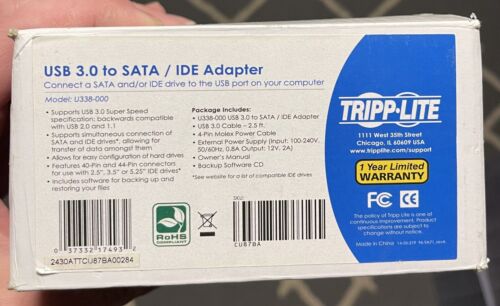 USB 3.0 to SATA / IDE Adapter
Connect a SATA and/or IDE drive to the USB port on your computer
Model: U338-000
• Supports USB 3.0 Super Speed
specification; backwards compatible
with USB 2.0 and 1.1
• Supports simultaneous connection of
SATA and IDE drives*, allowing for
transfer of data amongst them
• Allows for easy configuration of hard drives
• Features 40-Pin and 44-Pin connectors
for use with 2.5", 3.5" or 5.25" IDE drives*
• Includes software for backing up and
restoring your files
Package Includes:
• U338-000 USB 3.0 to SATA / IDE Adapter
• USB 3.0 Cable - 2.5 ft.
• 4-Pin Molex Power Cable
• External Power Supply (Input: 100-240V,
50/60Hz, 0.8A Output: 12V, 2A)
• Owner's Manual
• Backup Software CD
*See website for a list of compatible IDE drives
TRIPP·LITE
1111 West 35th Street
Chicago, IL 60609 USA
www.tripplite.com/support
1 Year Limited
WARRANTY
FC CE
The policy of Tripp Lite is one of
continuous improvement. Product
specifications are subject to
change without notice.
Made in China
0 37332 17493 2
2430ATTCU87BA00284
RoHS
COMPLIANT
SKU
CU87BA